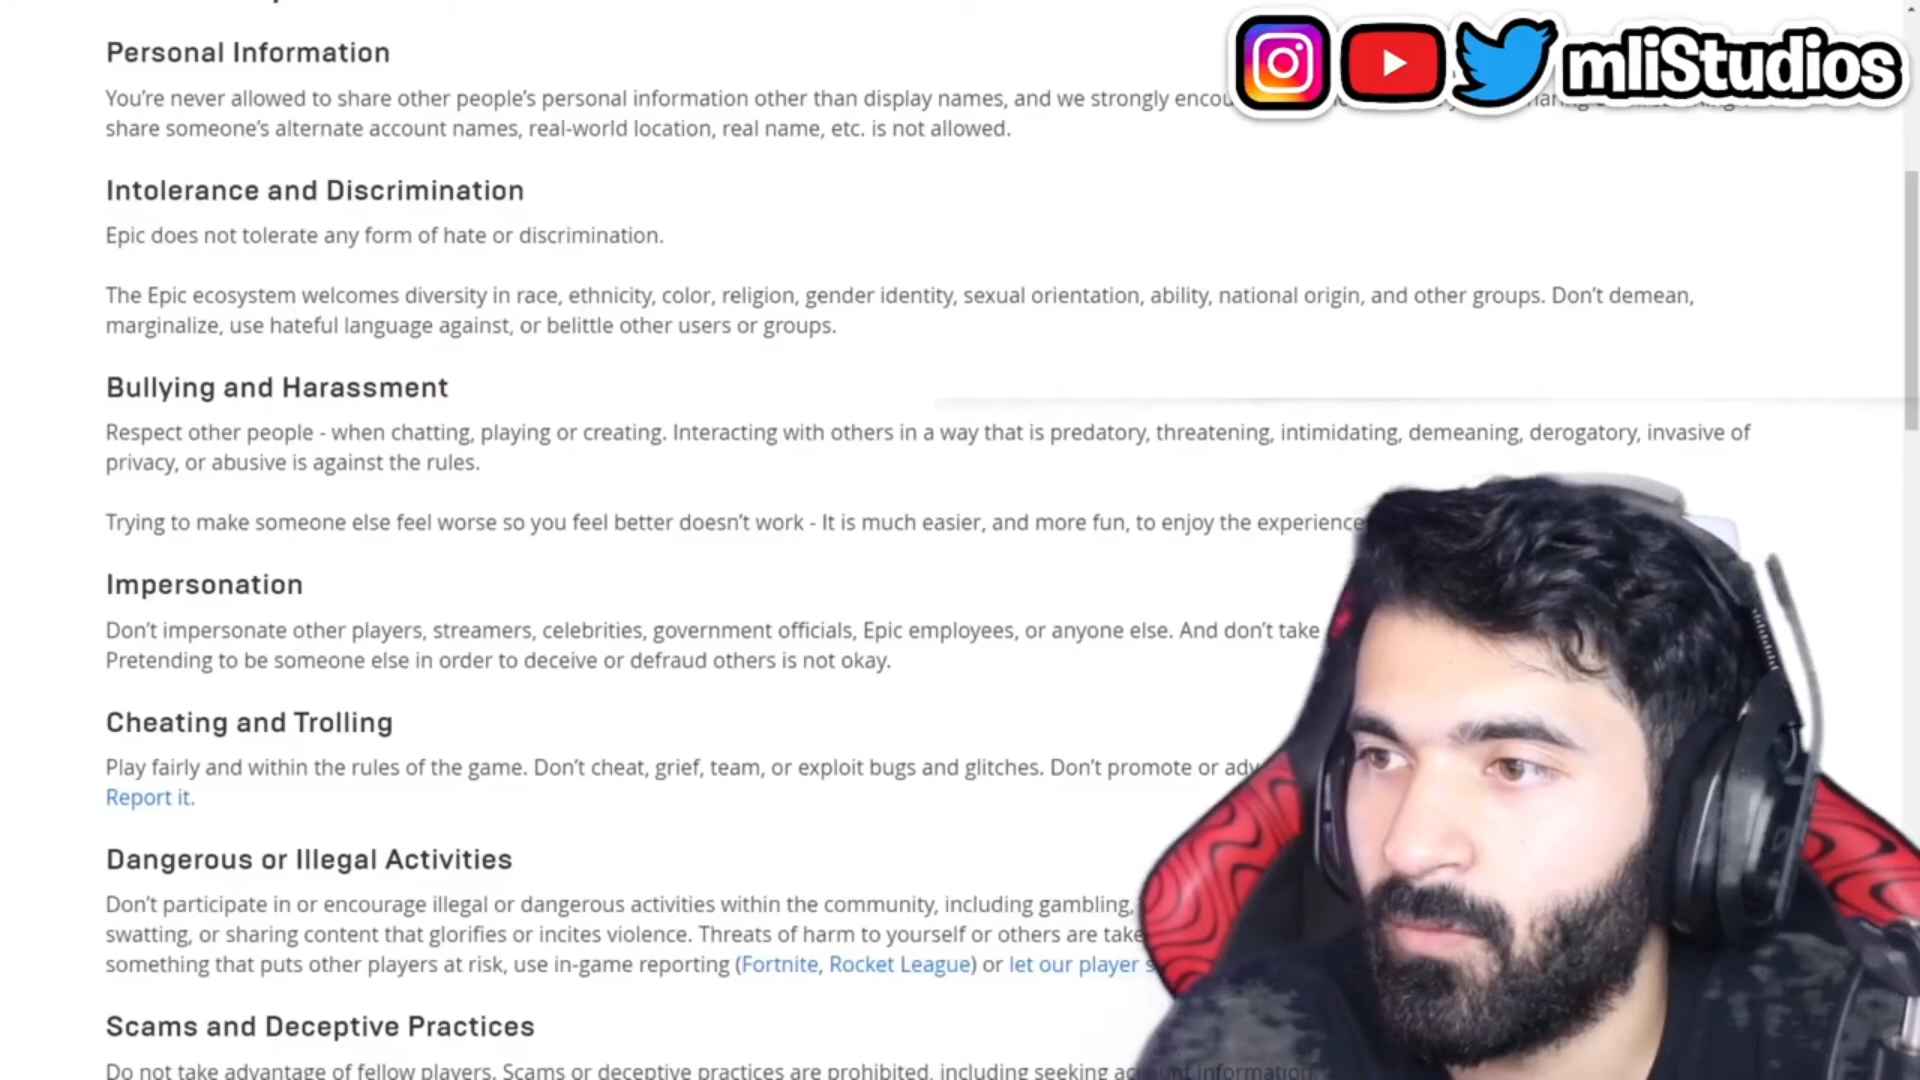 mliStudios
Personal Information
You're never allowed to share other people's personal information other than display names, and we strongly
share someone's alternate account names, real-world location, real name, etc. is not allowed.
Intolerance and Discrimination
Epic does not tolerate any form of hate or discrimination.
The Epic ecosystem welcomes diversity in race, ethnicity, color, religion, gender identity, sexual orientation, ability, national origin, and other groups. Don't demean,
marginalize, use hateful language against, or belittle other users or groups.
Bullying and Harassment
Respect other people - when chatting, playing or creating. Interacting with others in a way that is predatory, threatening, intimidating, demeaning, derogatory, invasive of
privacy, or abusive is against the rules.
Trying to make someone else feel worse so you feel better doesn't work - It is much easier, and more fun, to enjoy the experience
Impersonation
Don't impersonate other players, streamers, celebrities, government officials, Epic employees, or anyone else. And don't take
Pretending to be someone else in order to deceive or defraud others is not okay.
Cheating and Trolling
Play fairly and within the rules of the game. Don't cheat, grief, team, or exploit bugs and glitches. Don't promote or
Report it.
Dangerous or Illegal Activities
Don't participate in or encourage illegal or dangerous activities within the community, including gambling,
swatting, or sharing content that glorifies or incites violence. Threats of harm to yourself or others are
something that puts other players at risk, use in-game reporting (Fortnite, Rocket League) or let our player
Scams and Deceptive Practices
Do not take advantage of fellow players. Scams or deceptive practices are prohibited, including seeking account information